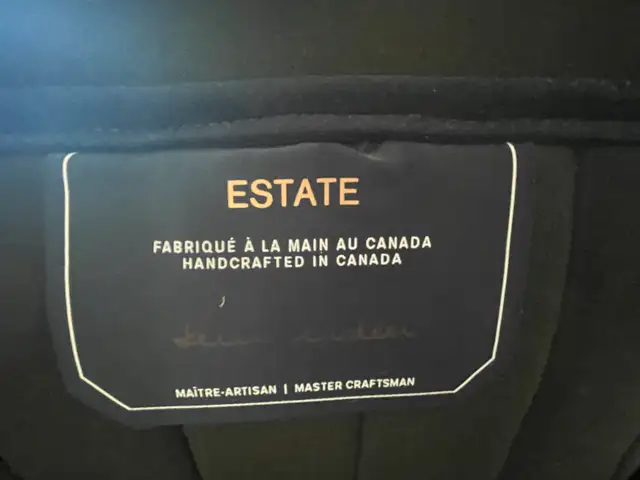 ESTATE
FABRIQUÉ À LA MAIN AU CANADA
HANDCRAFTED IN CANADA
MAÎTRE-ARTISAN | MASTER CRAFTSMAN